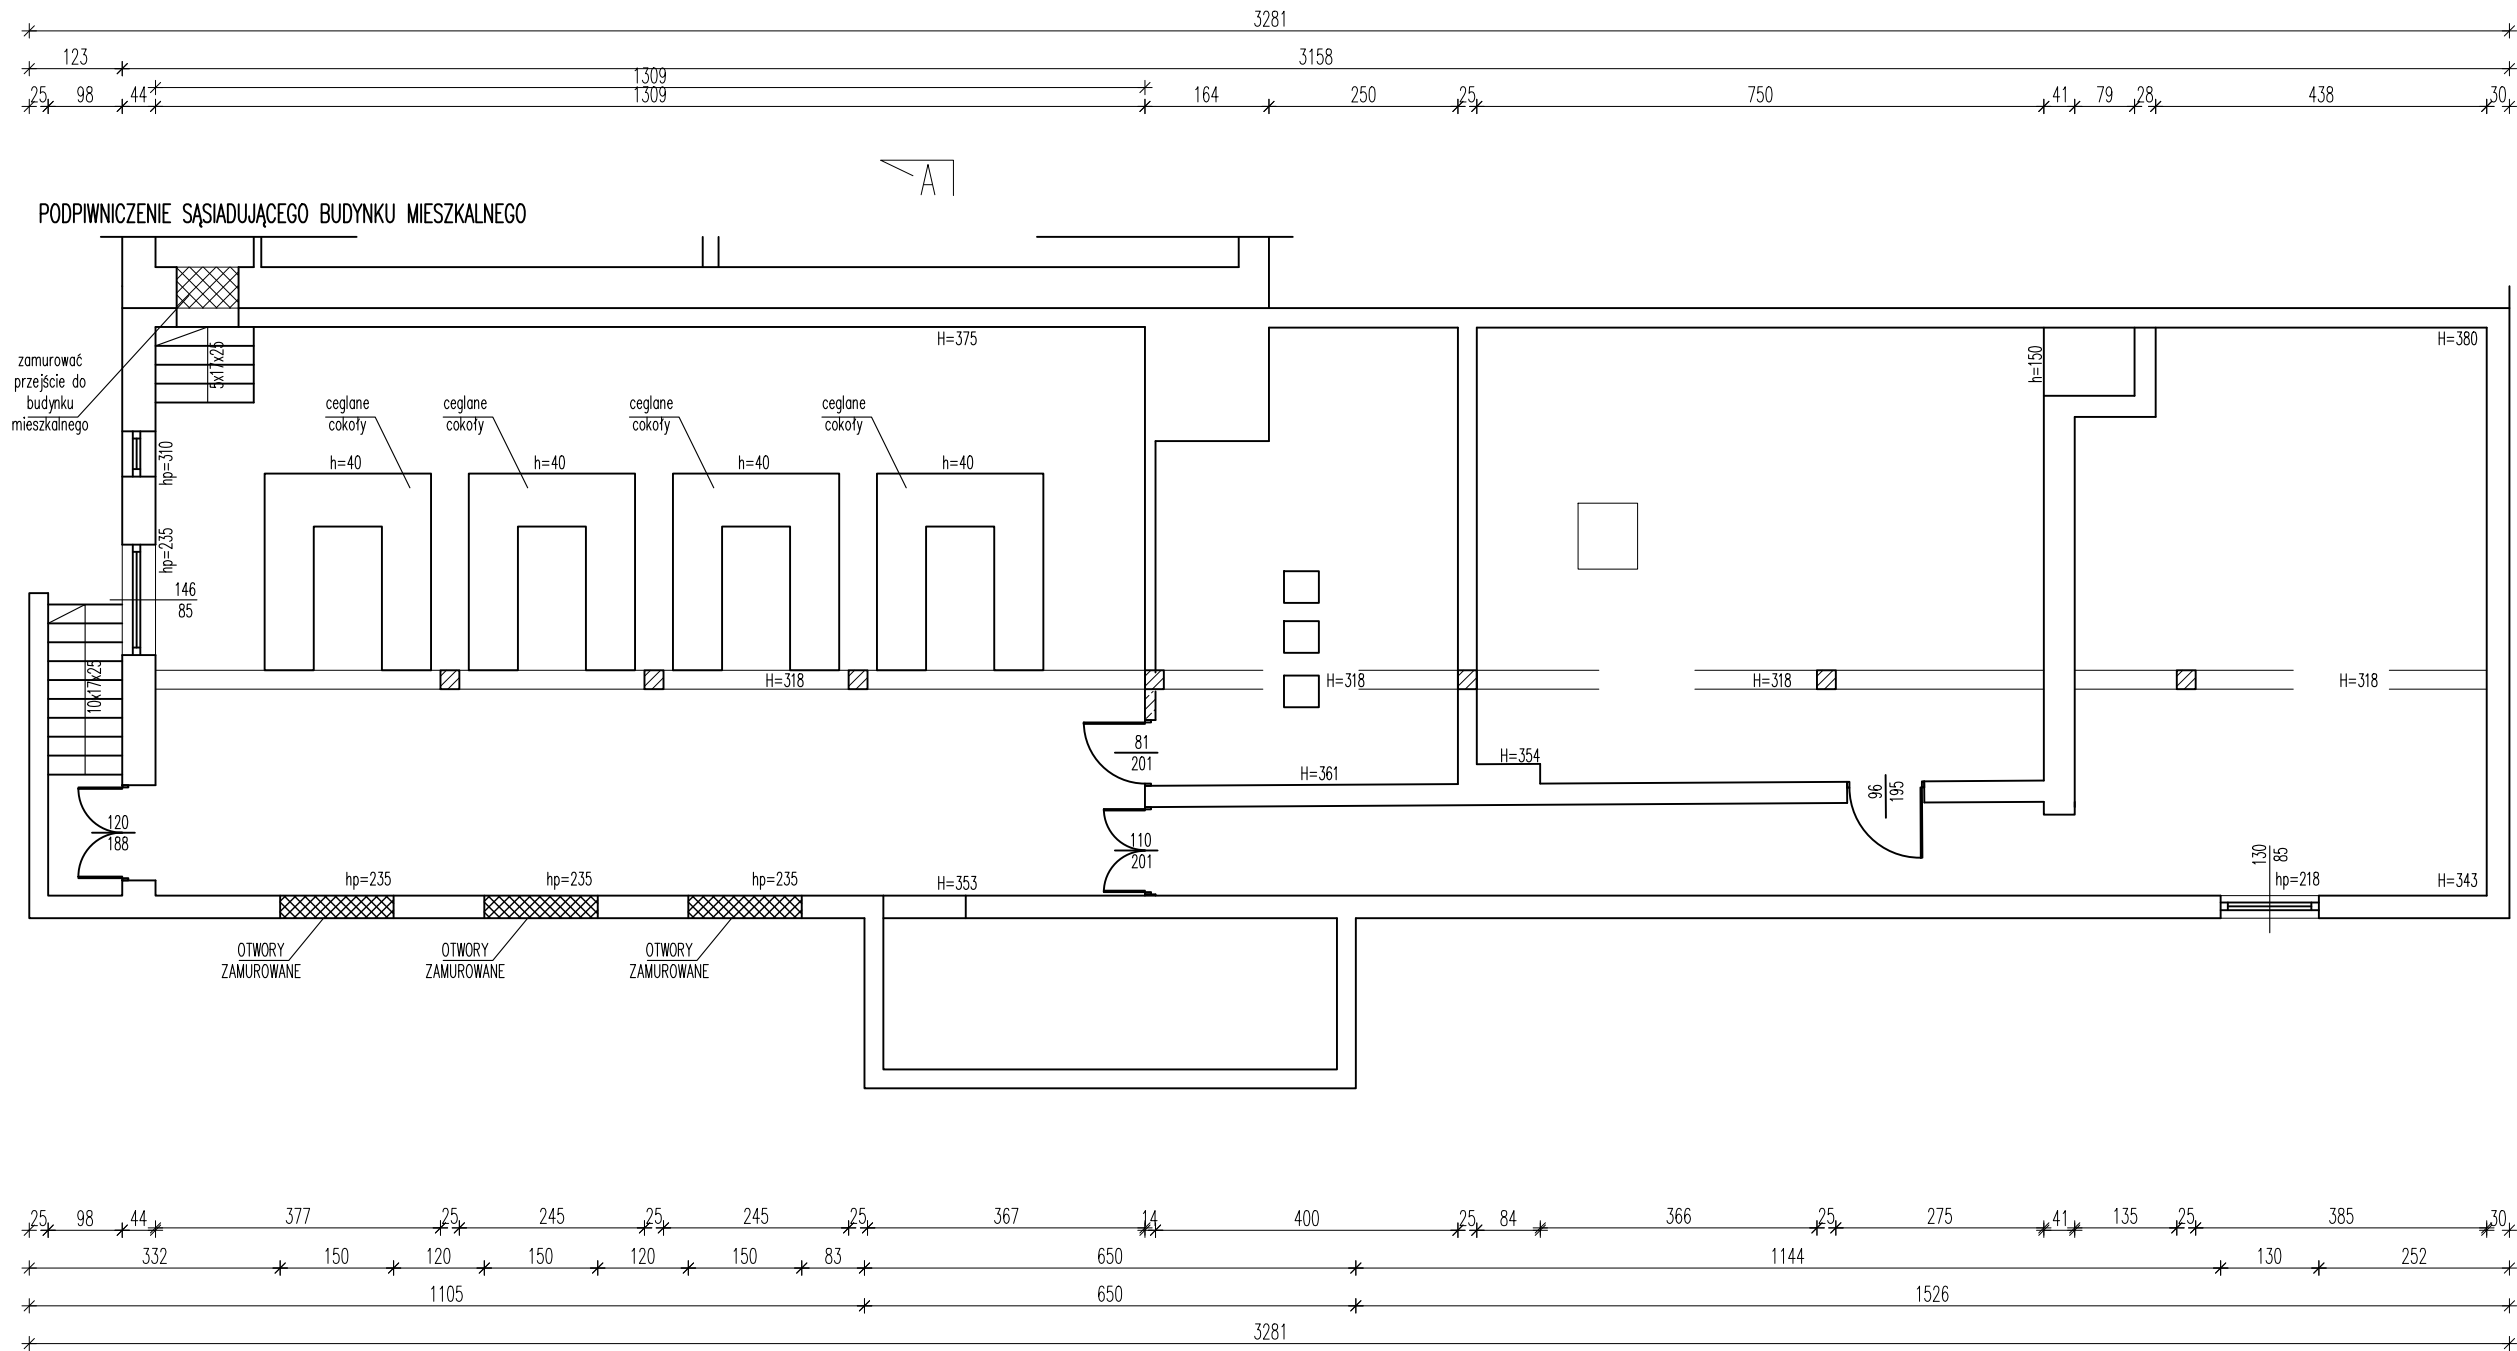 3281
123
3158
1309
25
98
44
1309
164
250
25
750
41
79
28
438
30
A
PODPIWNICZENIE SĄSIADUJĄCEGO BUDYNKU MIESZKALNEGO
zamurować
przejście do
budynku
mieszkalnego
5x17x25
H=375
h=150
H=380
ceglane
cokoły
ceglane
cokoły
ceglane
cokoły
ceglane
cokoły
hp=310
h=40
h=40
h=40
h=40
hp=235
146
85
10x17x25
H=318
H=318
H=318
H=318
81
201
H=354
H=361
96
195
120
188
110
201
130
85
hp=235
hp=235
hp=235
H=353
hp=218
H=343
OTWORY
ZAMUROWANE
OTWORY
ZAMUROWANE
OTWORY
ZAMUROWANE
25
98
44
377
25
245
25
245
25
367
14
400
25
84
366
25
275
41
135
25
385
30
332
150
120
150
120
150
83
650
1144
130
252
1105
650
1526
3281